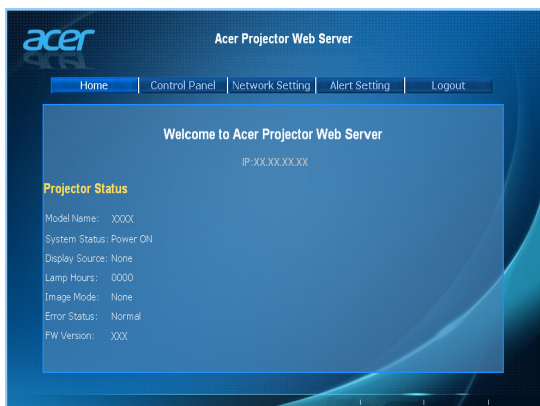 acer
Acer Projector Web Server
Home Control Panel Network Setting Alert Setting Logout
Welcome to Acer Projector Web Server
IP:XX.XX.XX.XX
Projector Status
Model Name: XXXX
System Status: Power ON
Display Source: None
Lamp Hours: 0000
Image Mode: None
Error Status: Normal
FW Version: XXX